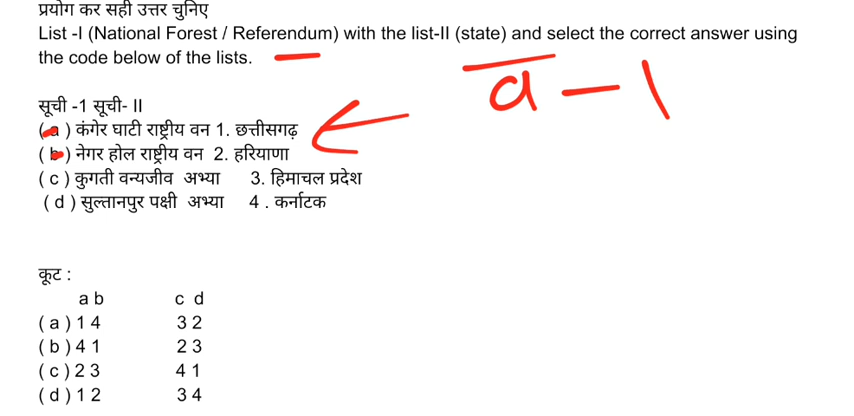 प्रयोग कर सही उत्तर चुनिए
List -I (National Forest / Referendum) with the list-II (state) and select the correct answer using
the code below of the lists.
a - 1
सूची -1 सूची- II
( a ) कंगेर घाटी राष्ट्रीय वन 1. छत्तीसगढ़
( b ) नेगर होल राष्ट्रीय वन 2. हरियाणा
( c ) कुगती वन्यजीव अभ्या 3. हिमाचल प्रदेश
( d ) सुल्तानपुर पक्षी अभ्या 4 . कर्नाटक
कूट :
a b c d
( a ) 1 4 3 2
( b ) 4 1 2 3
( c ) 2 3 4 1
( d ) 1 2 3 4